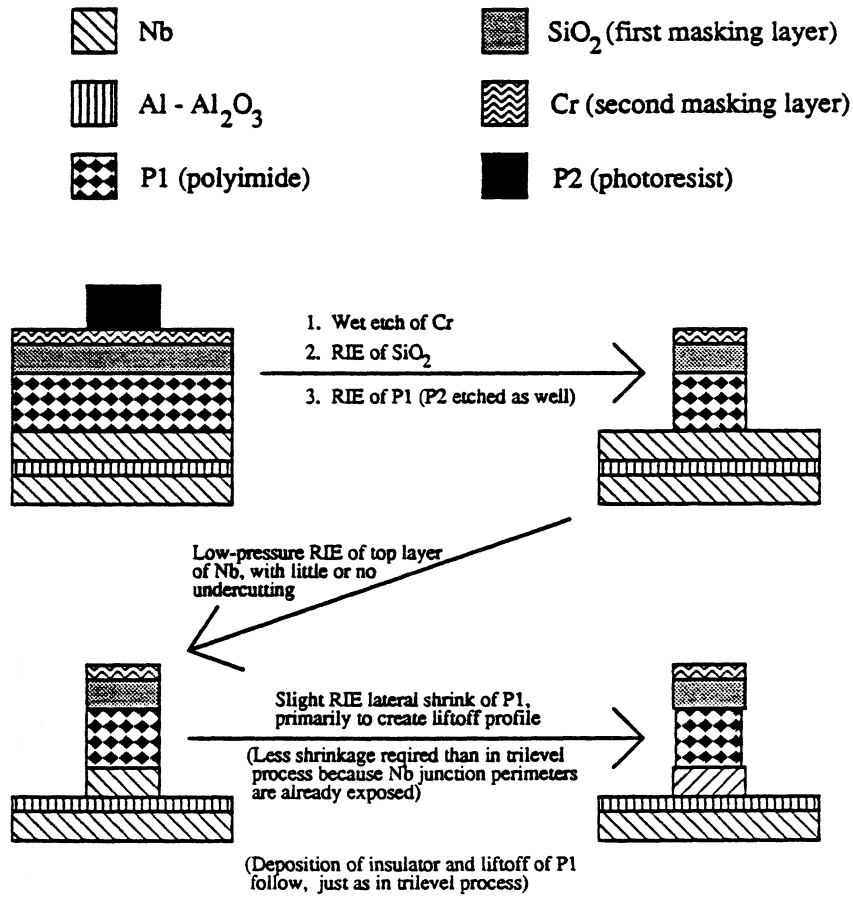 Nb
SiO2 (first masking layer)
Al - Al2O3
Cr (second masking layer)
P1 (polyimide)
P2 (photoresist)
1. Wet etch of Cr
2. RIE of SiO2
3. RIE of P1 (P2 etched as well)
Low-pressure RIE of top layer
of Nb, with little or no
undercutting
Slight RIE lateral shrink of P1,
primarily to create liftoff profile
(Less shrinkage reqired than in trilevel
process because Nb junction perimeters
are already exposed)
(Deposition of insulator and liftoff of P1
follow, just as in trilevel process)